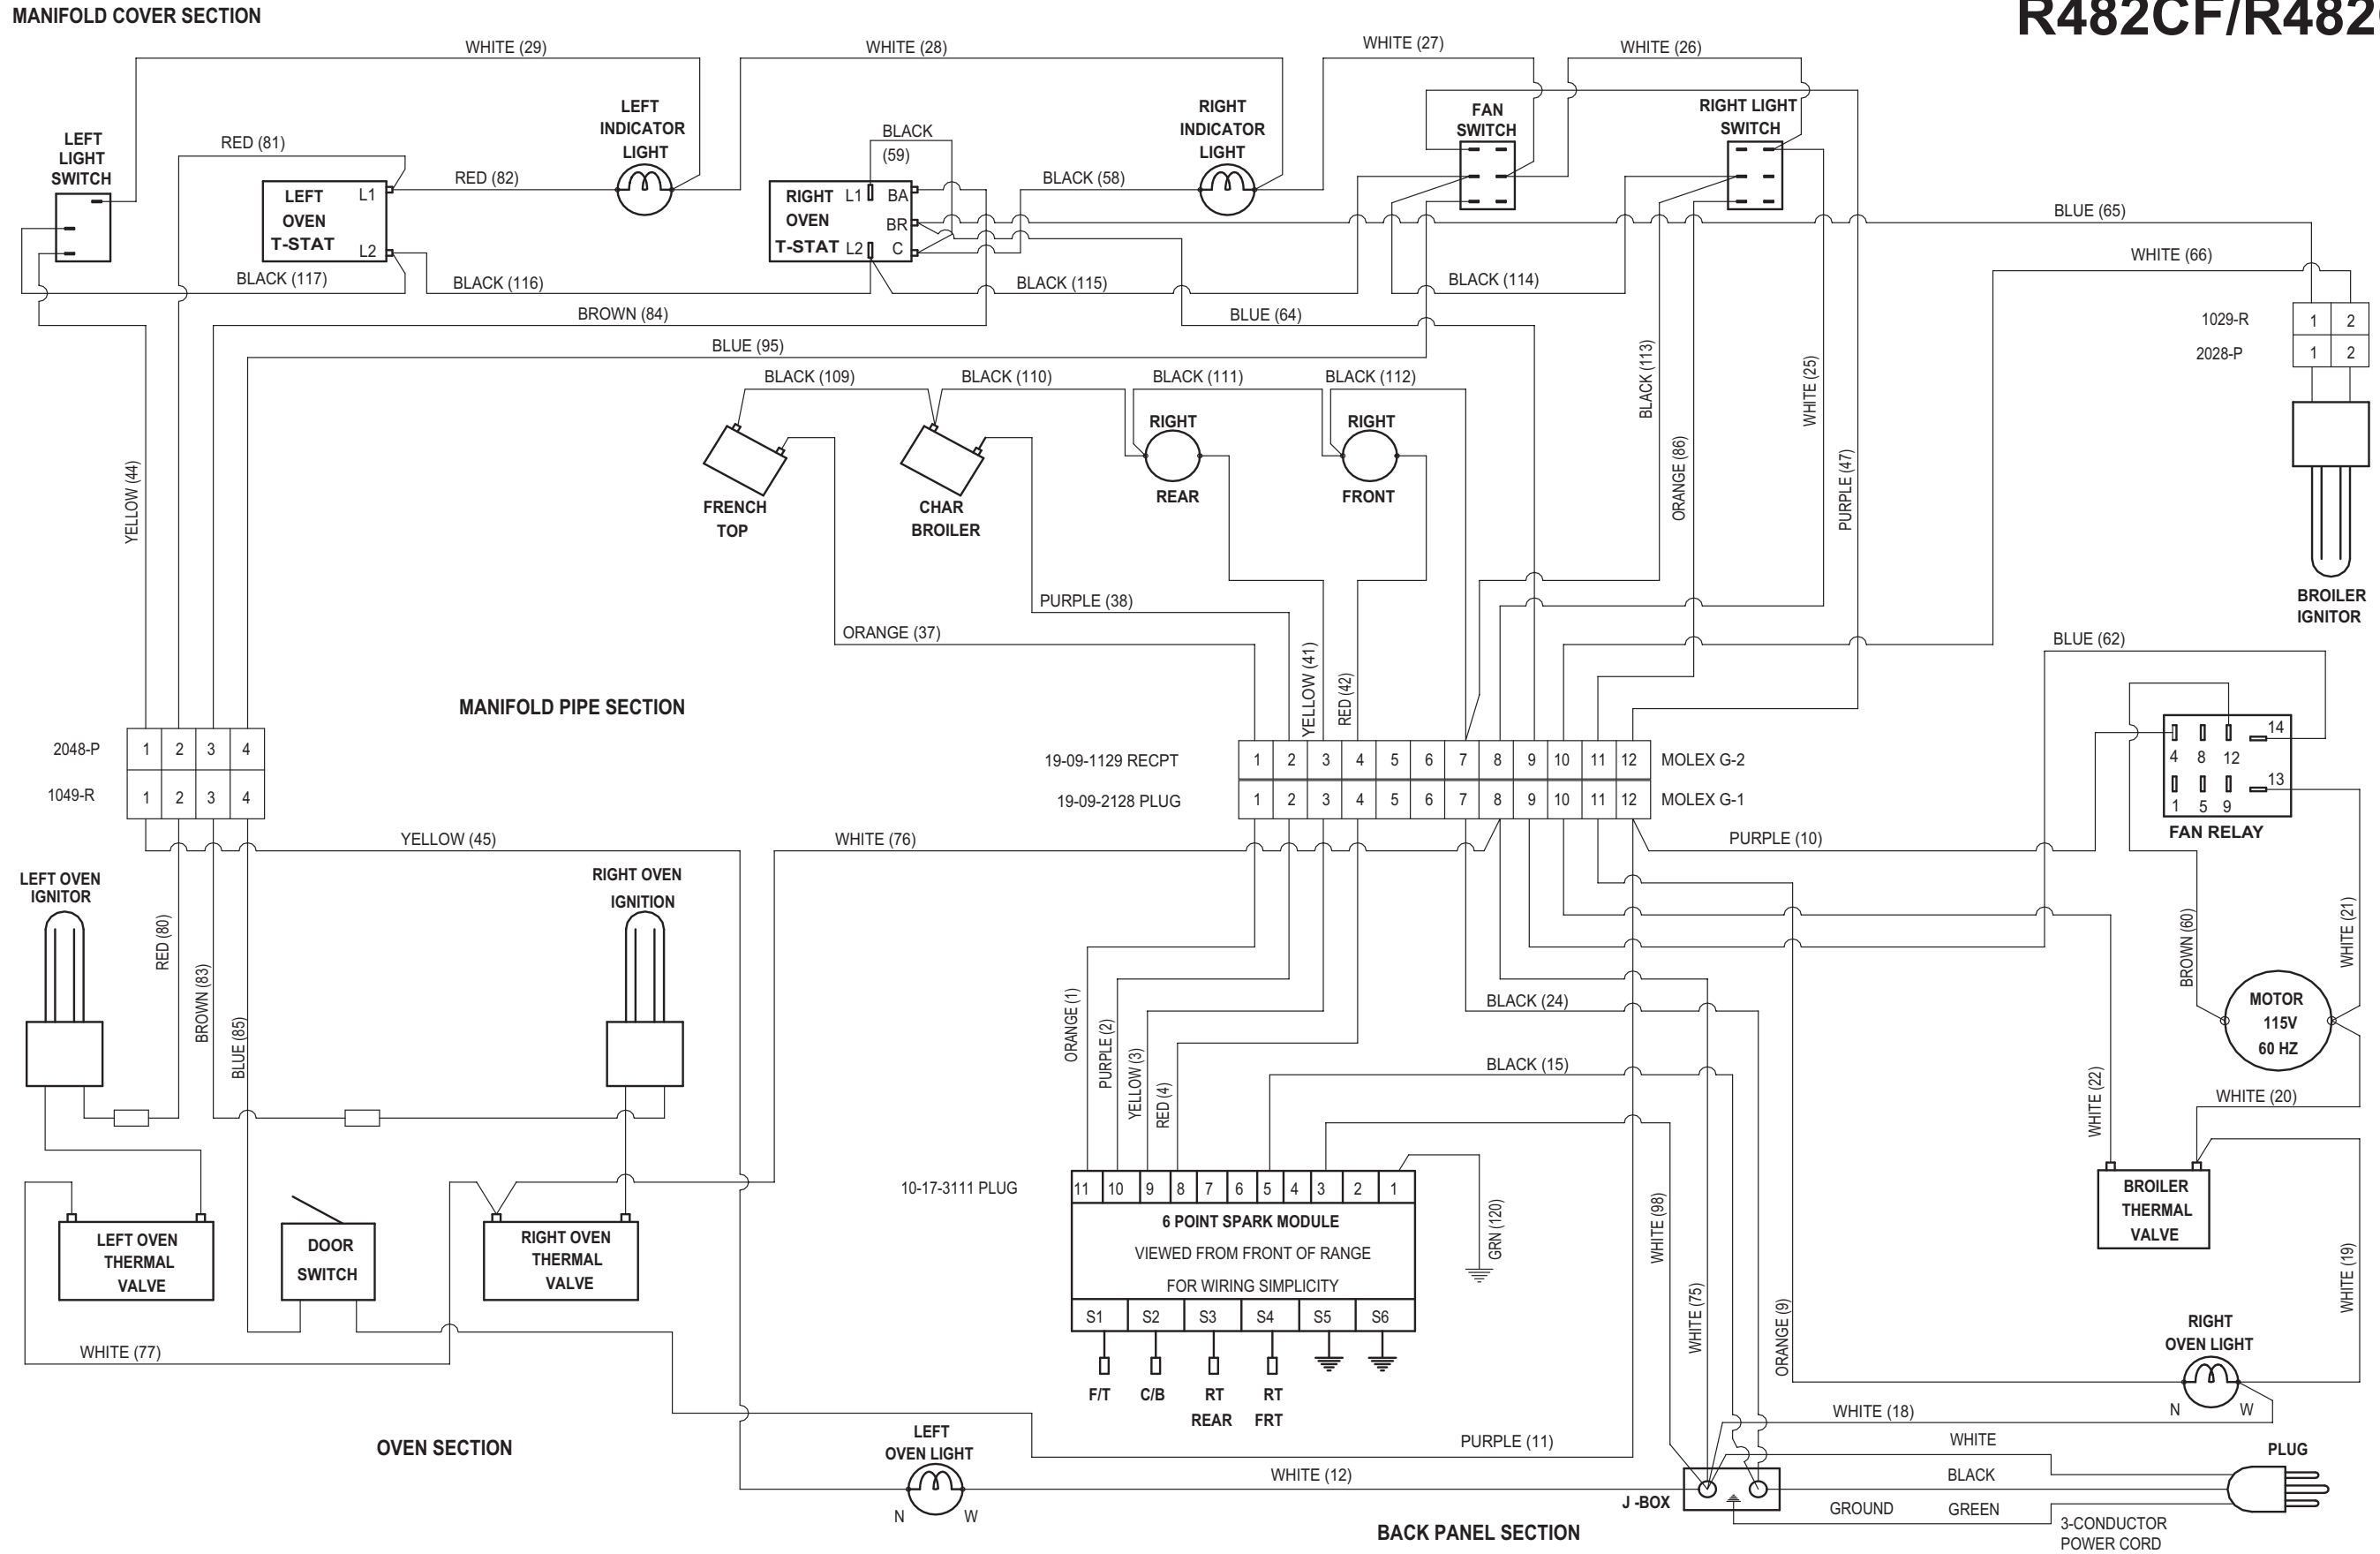 MANIFOLD COVER SECTION
R482CF/R482
WHITE (29)
WHITE (28)
WHITE (27)
WHITE (26)
LEFT
LIGHT
SWITCH
RED (81)
LEFT
INDICATOR
LIGHT
BLACK
(59)
RIGHT
INDICATOR
LIGHT
FAN
SWITCH
RIGHT LIGHT
SWITCH
LEFT
OVEN
T-STAT
L1
L2
RED (82)
RIGHT
OVEN
T-STAT
L1
BA
BR
L2
C
BLACK (58)
BLUE (65)
WHITE (66)
BLACK (117)
BLACK (116)
BLACK (115)
BLACK (114)
BROWN (84)
BLUE (64)
1029-R
1 2
2028-P
1 2
BLUE (95)
BLACK (109)
BLACK (110)
BLACK (111)
BLACK (112)
BLACK (113)
WHITE (25)
RIGHT
REAR
RIGHT
FRONT
YELLOW (44)
FRENCH
TOP
CHAR
BROILER
ORANGE (86)
PURPLE (47)
BROILER
IGNITOR
PURPLE (38)
ORANGE (37)
YELLOW (41)
RED (42)
BLUE (62)
MANIFOLD PIPE SECTION
2048-P
1 2 3 4
1049-R
1 2 3 4
19-09-1129 RECPT
1 2 3 4 5 6 7 8 9 10 11 12
MOLEX G-2
19-09-2128 PLUG
1 2 3 4 5 6 7 8 9 10 11 12
MOLEX G-1
14
4 8 12
13
1 5 9
FAN RELAY
YELLOW (45)
WHITE (76)
PURPLE (10)
LEFT OVEN
IGNITOR
RIGHT OVEN
IGNITION
RED (80)
BROWN (83)
BLUE (85)
ORANGE (1)
PURPLE (2)
YELLOW (3)
RED (4)
BLACK (24)
BLACK (15)
BROWN (60)
WHITE (21)
MOTOR
115V
60 HZ
WHITE (22)
WHITE (20)
10-17-3111 PLUG
11 10 9 8 7 6 5 4 3 2 1
6 POINT SPARK MODULE
VIEWED FROM FRONT OF RANGE
FOR WIRING SIMPLICITY
S1 S2 S3 S4 S5 S6
F/T
C/B
RT
REAR
RT
FRT
GRN (120)
WHITE (98)
WHITE (75)
ORANGE (9)
BROILER
THERMAL
VALVE
WHITE (19)
LEFT OVEN
THERMAL
VALVE
DOOR
SWITCH
RIGHT OVEN
THERMAL
VALVE
WHITE (77)
RIGHT
OVEN LIGHT
N
W
WHITE (18)
OVEN SECTION
LEFT
OVEN LIGHT
N
W
PURPLE (11)
WHITE (12)
WHITE
BLACK
PLUG
J -BOX
GROUND
GREEN
BACK PANEL SECTION
3-CONDUCTOR
POWER CORD